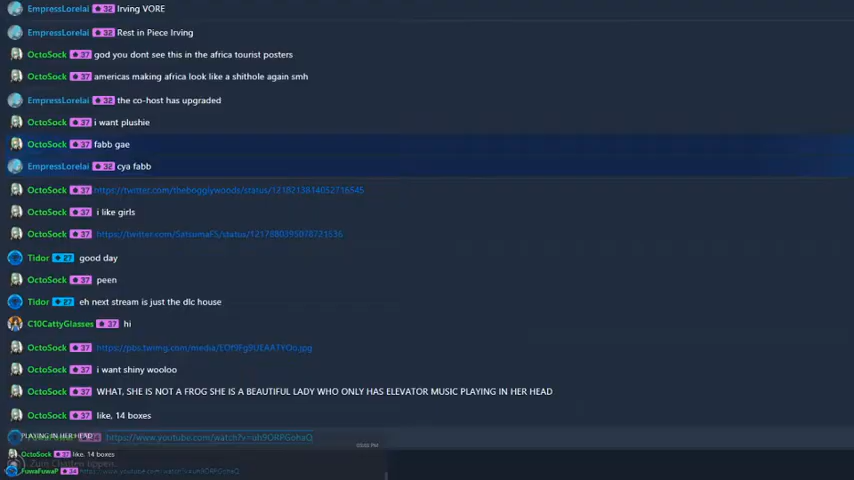 EmpressLorelai 32 Irving VORE
EmpressLorelai 32 Rest in Piece Irving
OctoSock 37 god you dont see this in the africa tourist posters
OctoSock 37 americas making africa look like a shithole again smh
EmpressLorelai 32 the co-host has upgraded
OctoSock 37 i want plushie
OctoSock 37 fabb gae
EmpressLorelai 32 cya fabb
OctoSock 37
OctoSock 37 i like girls
OctoSock 37
Tidor 27 good day
OctoSock 37 peen
Tidor 27 eh next stream is just the dlc house
C10CattyGlasses 37 hi
OctoSock 37
OctoSock 37 i want shiny wooloo
OctoSock 37 WHAT, SHE IS NOT A FROG SHE IS A BEAUTIFUL LADY WHO ONLY HAS ELEVATOR MUSIC PLAYING IN HER HEAD
OctoSock 37 like, 14 boxes
PLAYING IN HER HEAD
OctoSock 37 like, 14 boxes
Zum Chatten tippen
FuwaFuwaP